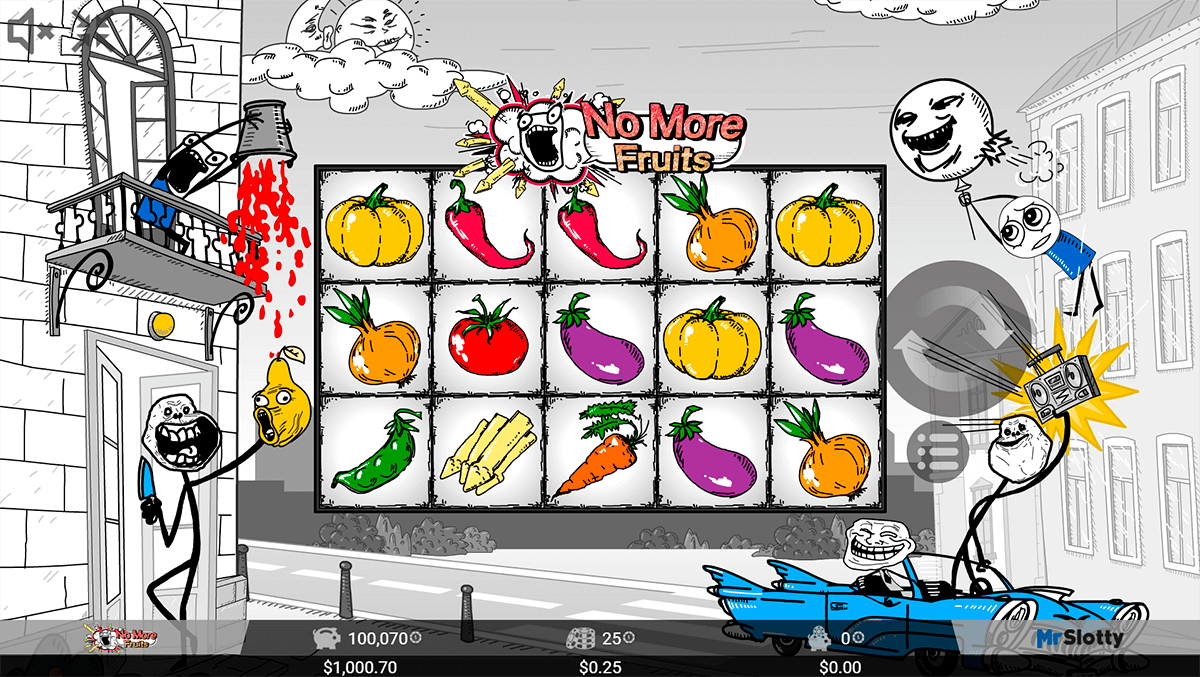 No More
Fruits
No More
Fruits
100,070
25
0
MrSlotty
$1,000.70
$0.25
$0.00